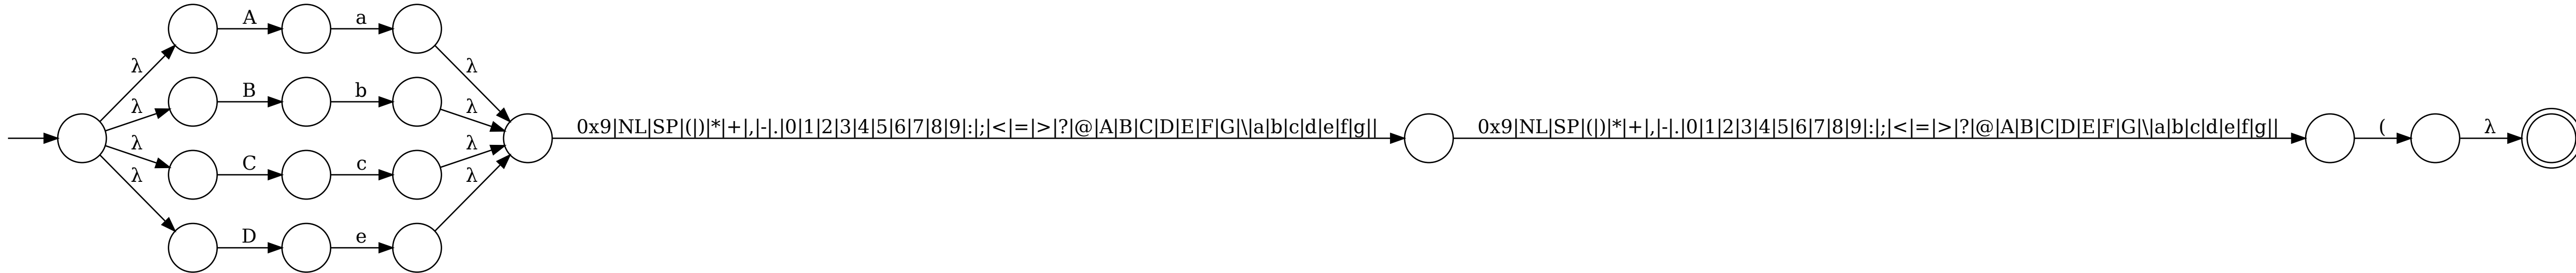 A a
λ λ
B b
λ λ
0x9|NL|SP|(|)|*|+|,|-|.|0|1|2|3|4|5|6|7|8|9|:|;|<|=|>|?|@|A|B|C|D|E|F|G|\|a|b|c|d|e|f|g|| 0x9|NL|SP|(|)|*|+|,|-|.|0|1|2|3|4|5|6|7|8|9|:|;|<|=|>|?|@|A|B|C|D|E|F|G|\|a|b|c|d|e|f|g|| ( λ
λ λ
C c
λ λ
D e